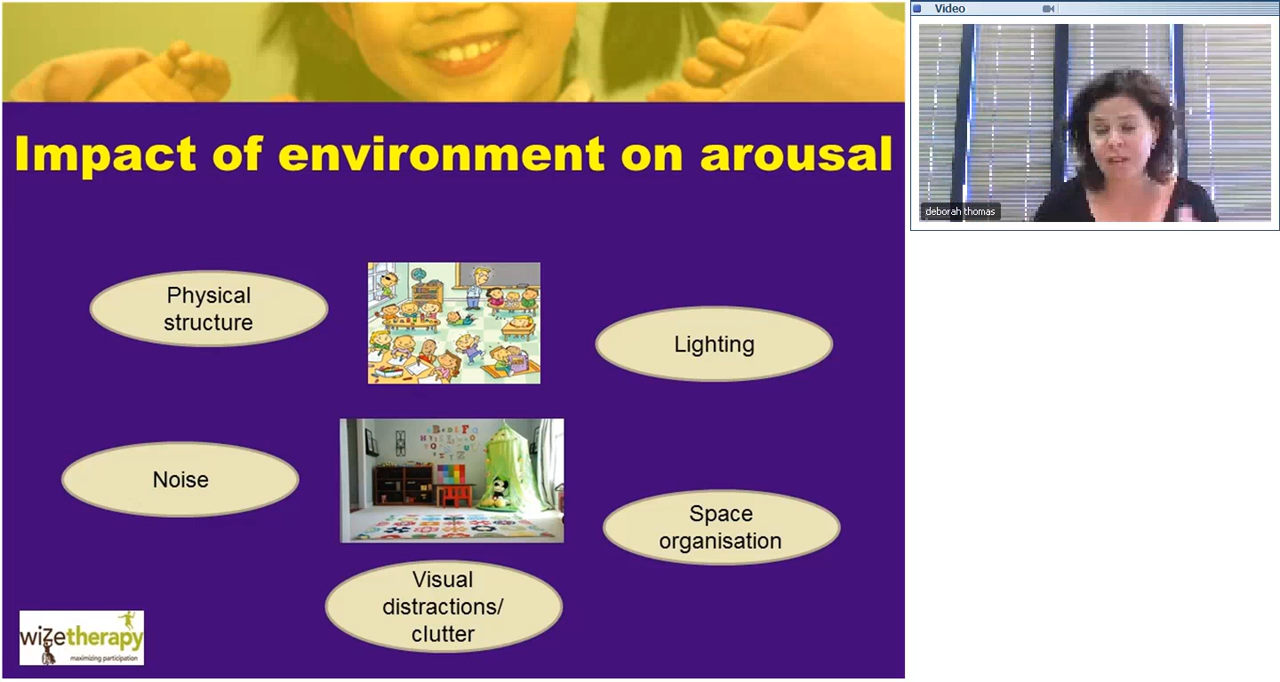 Impact of environment on arousal
Physical
structure
Lighting
Noise
Space
organisation
Visual
distractions/
clutter
wizetherapy
maximizing participation
Video
deborah thomas